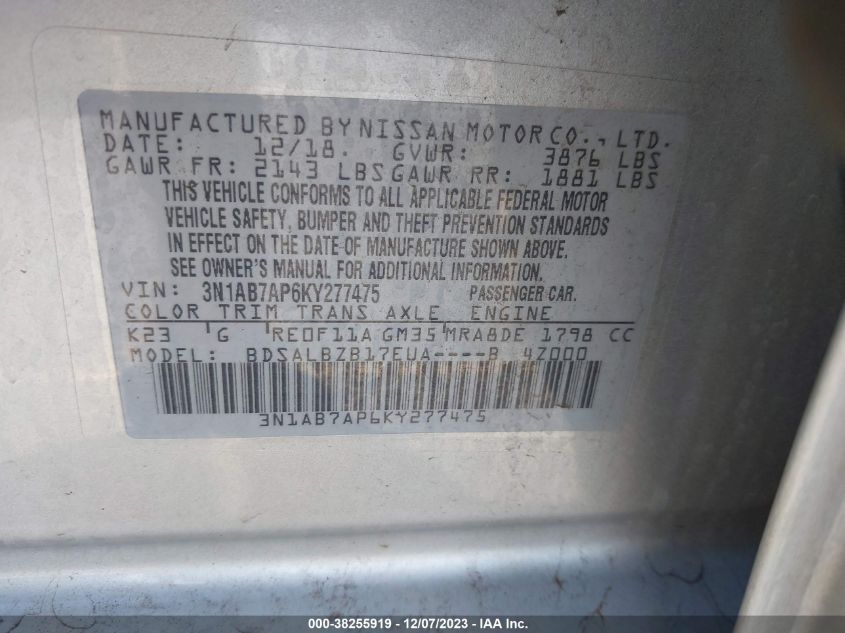 MANUFACTURED BY NISSAN MOTOR CO., LTD.
DATE: 12/18. GVWR: 3876 LBS
GAWR FR: 2143 LBS GAWR RR: 1881 LBS
THIS VEHICLE CONFORMS TO ALL APPLICABLE FEDERAL MOTOR
VEHICLE SAFETY, BUMPER AND THEFT PREVENTION STANDARDS
IN EFFECT ON THE DATE OF MANUFACTURE SHOWN ABOVE.
SEE OWNER'S MANUAL FOR ADDITIONAL INFORMATION.
VIN: 3N1AB7AP6KY277475 PASSENGER CAR.
COLOR TRIM TRANS AXLE ENGINE
K23 G RE0F11A GM35 MRA8DE 1798 CC
MODEL: BDSALBZB17EUA----B 4Z000
3N1AB7AP6KY277475
000-38255919 - 12/07/2023 - IAA Inc.